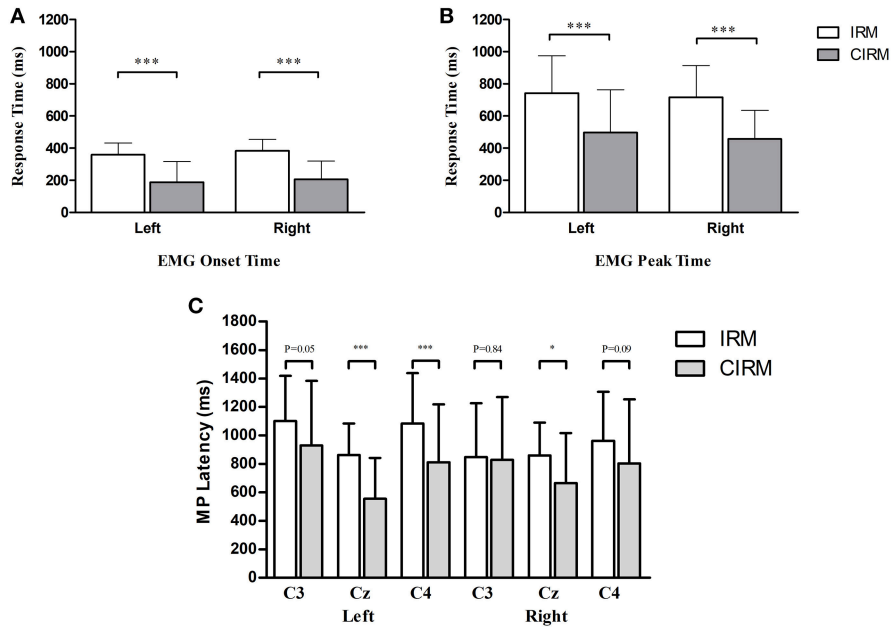 A
1200
1000
800
600
400
200
0
Response Time (ms)
***
***
Left
Right
EMG Onset Time
B
1200
1000
800
600
400
200
0
Response Time (ms)
***
***
Left
Right
EMG Peak Time
IRM
CIRM
C
1800
1600
1400
1200
1000
800
600
400
200
0
MP Latency (ms)
P=0.05
***
***
P=0.84
*
P=0.09
C3
Cz
C4
C3
Cz
C4
Left
Right
IRM
CIRM